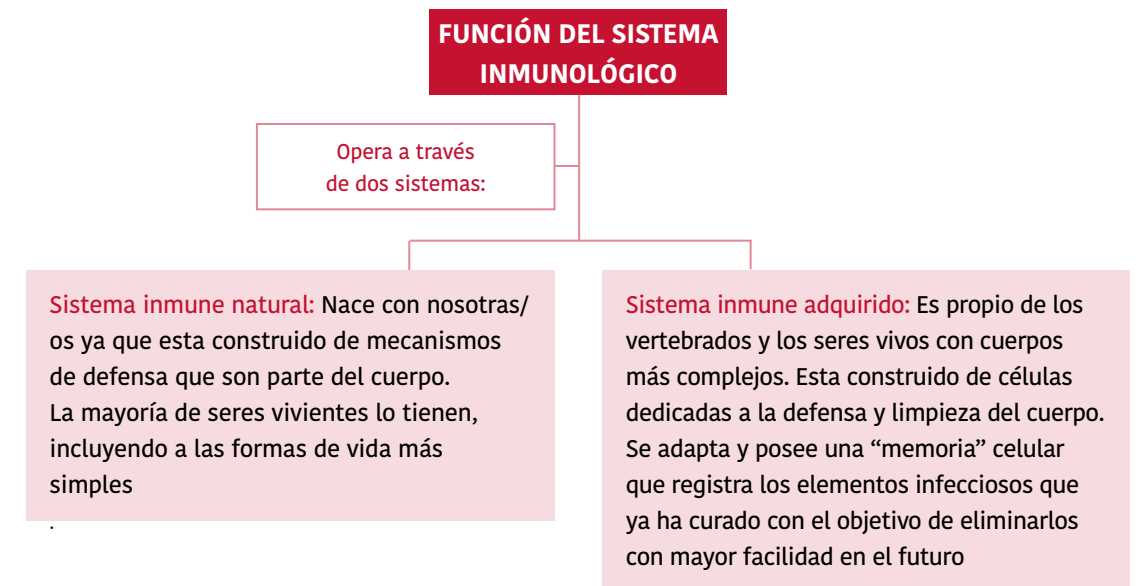 FUNCIÓN DEL SISTEMA
INMUNOLÓGICO
Opera a través
de dos sistemas:
Sistema inmune natural: Nace con nosotras/
os ya que esta construido de mecanismos
de defensa que son parte del cuerpo.
La mayoría de seres vivientes lo tienen,
incluyendo a las formas de vida más
simples
.
Sistema inmune adquirido: Es propio de los
vertebrados y los seres vivos con cuerpos
más complejos. Esta construido de células
dedicadas a la defensa y limpieza del cuerpo.
Se adapta y posee una “memoria” celular
que registra los elementos infecciosos que
ya ha curado con el objetivo de eliminarlos
con mayor facilidad en el futuro